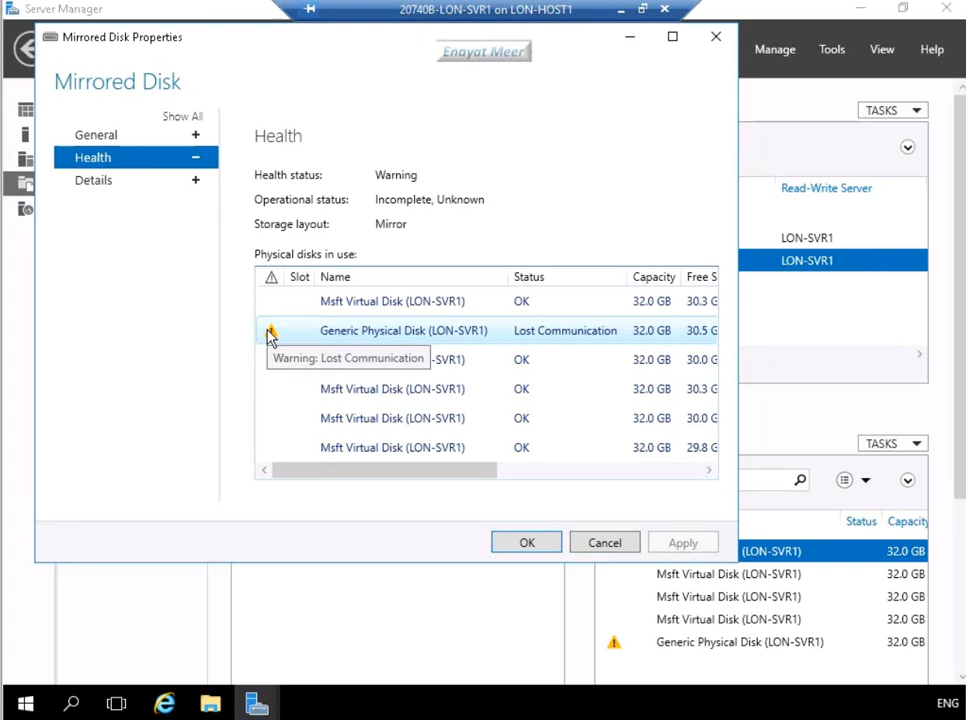 Server Manager
20740B-LON-SVR1 on LON-HOST1
Mirrored Disk Properties
Enayat Meer
Manage Tools View Help
Mirrored Disk
Show All
General
Health
Details
Health
Health status: Warning
Operational status: Incomplete, Unknown
Storage layout: Mirror
Physical disks in use:
Slot Name Status Capacity Free S
Msft Virtual Disk (LON-SVR1) OK 32.0 GB 30.3 G
Generic Physical Disk (LON-SVR1) Lost Communication 32.0 GB 30.5 G
Warning: Lost Communication
-SVR1) OK 32.0 GB 30.0 G
Msft Virtual Disk (LON-SVR1) OK 32.0 GB 30.3 G
Msft Virtual Disk (LON-SVR1) OK 32.0 GB 30.0 G
Msft Virtual Disk (LON-SVR1) OK 32.0 GB 29.8 G
OK Cancel Apply
TASKS
Read-Write Server
LON-SVR1
LON-SVR1
TASKS
Status Capacity
(LON-SVR1) 32.0 GB
Msft Virtual Disk (LON-SVR1) 32.0 GB
Msft Virtual Disk (LON-SVR1) 32.0 GB
Msft Virtual Disk (LON-SVR1) 32.0 GB
Generic Physical Disk (LON-SVR1) 32.0 GB
ENG